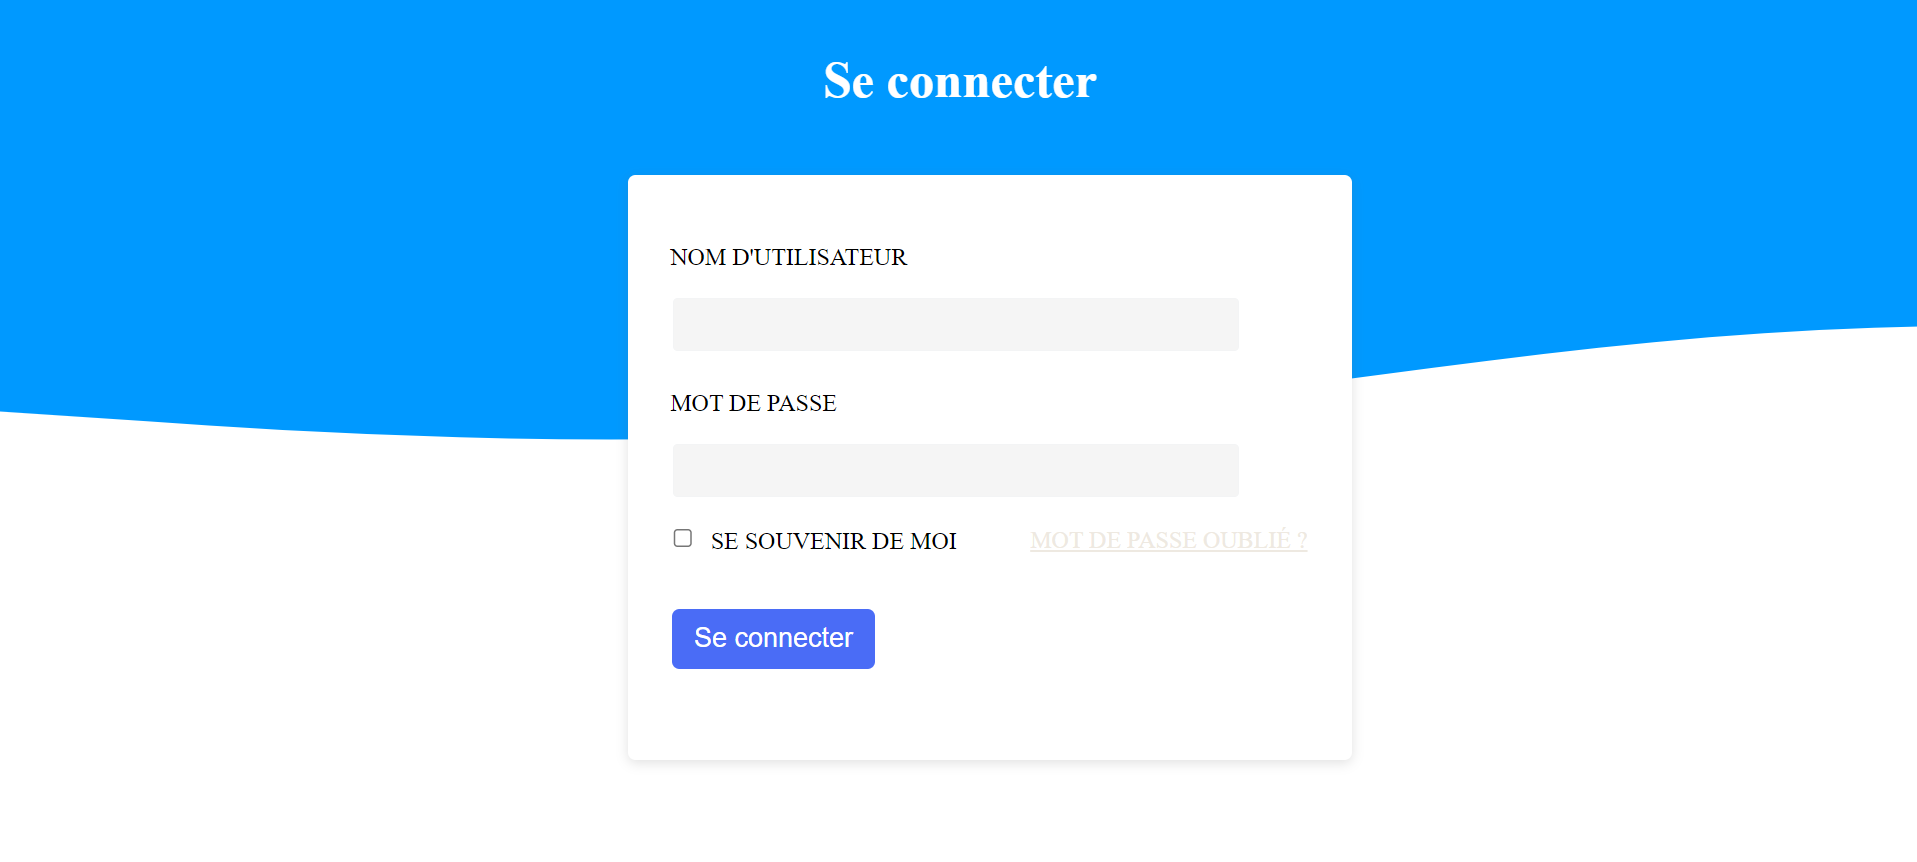 Se connecter
NOM D'UTILISATEUR
MOT DE PASSE
SE SOUVENIR DE MOI
MOT DE PASSE OUBLIÉ ?
Se connecter